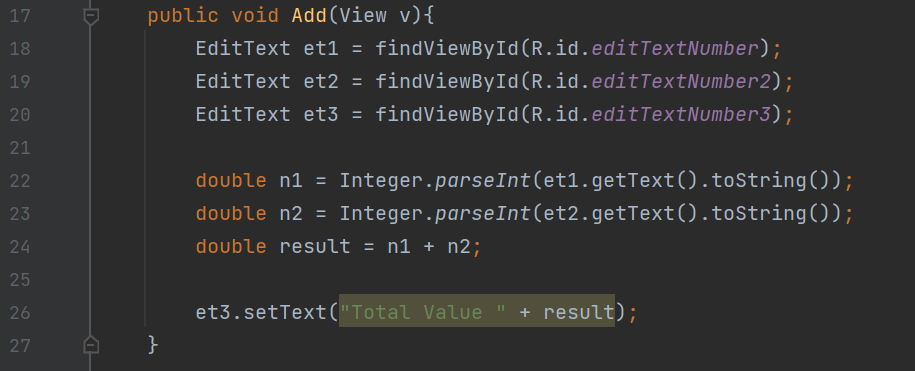 17 public void Add(View v){
18 EditText et1 = findViewById(R.id.editTextNumber);
19 EditText et2 = findViewById(R.id.editTextNumber2);
20 EditText et3 = findViewById(R.id.editTextNumber3);
21
22 double n1 = Integer.parseInt(et1.getText().toString());
23 double n2 = Integer.parseInt(et2.getText().toString());
24 double result = n1 + n2;
25
26 et3.setText("Total Value " + result);
27 }